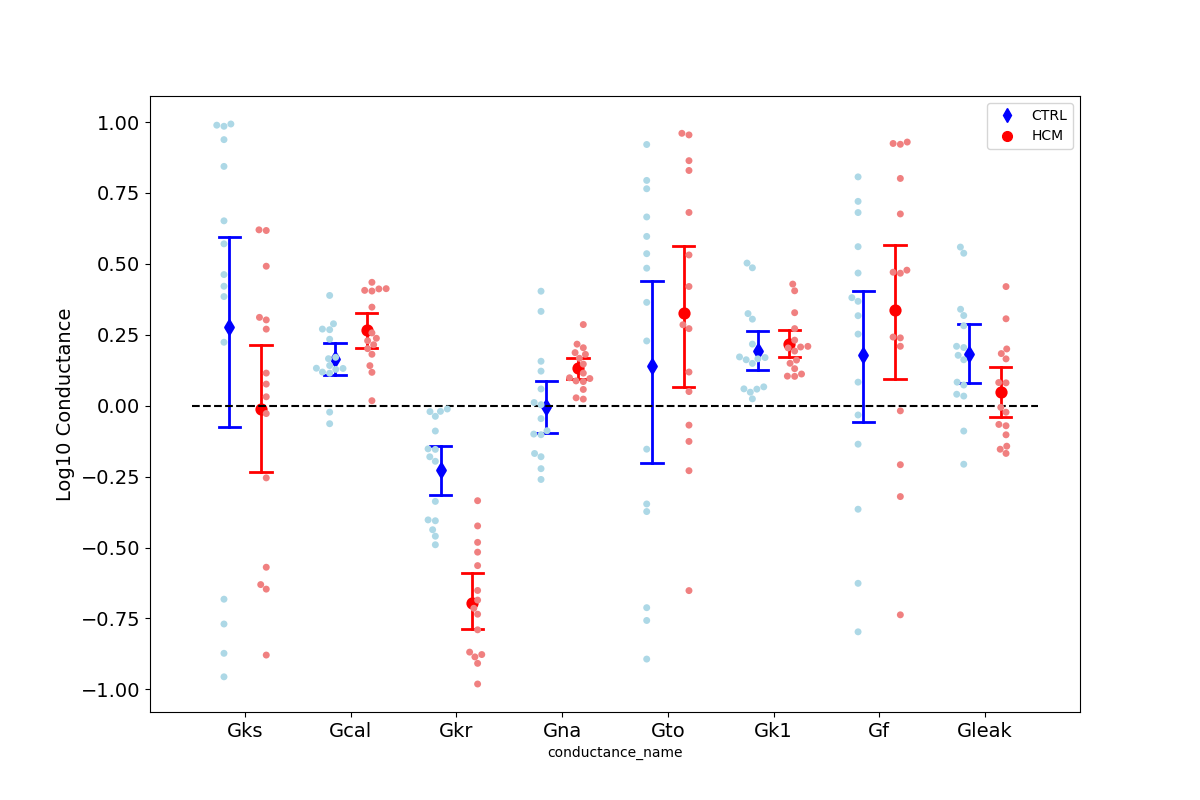 CTRL
HCM
1.00
0.75
0.50
0.25
0.00
−0.25
−0.50
−0.75
−1.00
Log10 Conductance
Gks Gcal Gkr Gna Gto Gk1 Gf Gleak
conductance_name